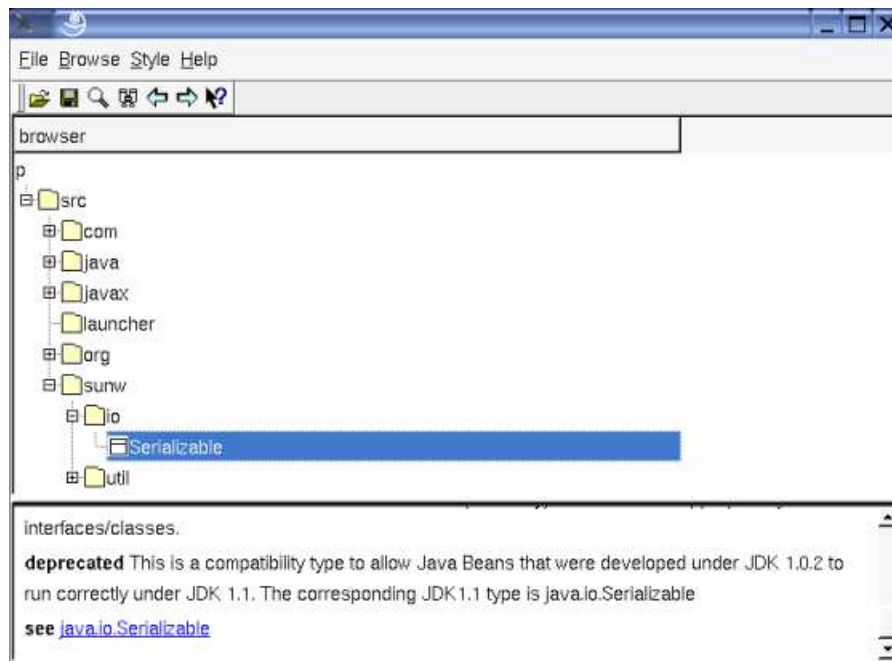 File Browse Style Help
browser
p
src
com
java
javax
launcher
org
sunw
io
Serializable
util
interfaces/classes.
deprecated This is a compatibility type to allow Java Beans that were developed under JDK 1.0.2 to
run correctly under JDK 1.1. The corresponding JDK1.1 type is java.io.Serializable
see java.io.Serializable